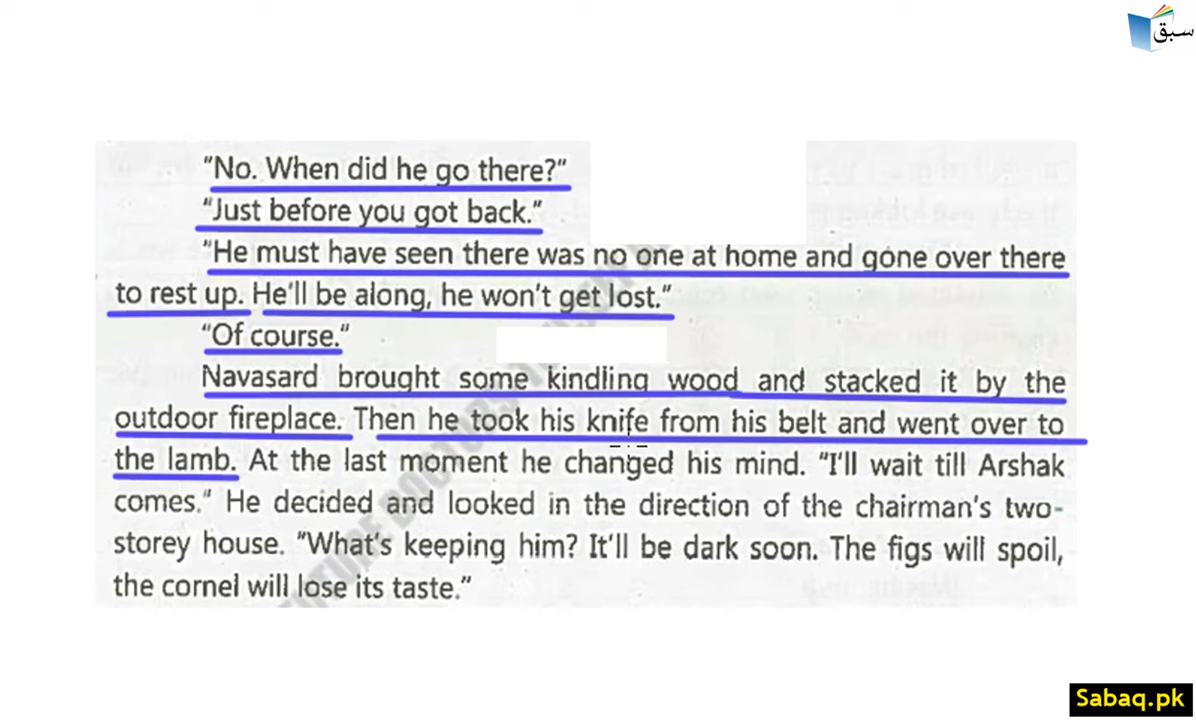 سبق
"No. When did he go there?"
"Just before you got back."
"He must have seen there was no one at home and gone over there
to rest up. He'll be along, he won't get lost."
"Of course."
Navasard brought some kindling wood and stacked it by the
outdoor fireplace. Then he took his knife from his belt and went over to
the lamb. At the last moment he changed his mind. "I'll wait till Arshak
comes." He decided and looked in the direction of the chairman's two-
storey house. "What's keeping him? It'll be dark soon. The figs will spoil,
the cornel will lose its taste."
Sabaq.pk